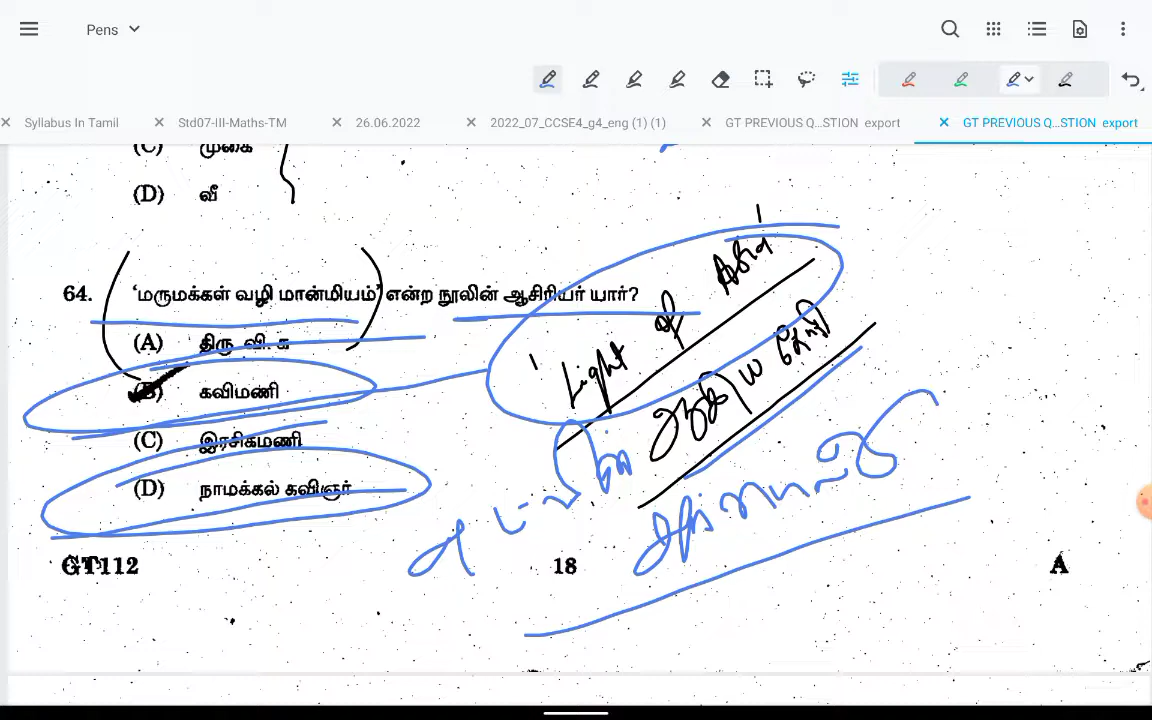 Pens
Syllabus In Tamil
Std07-III-Maths-TM
26.06.2022
2022_07_CCSE4_g4_eng (1) (1)
GT PREVIOUS Q...STION export
GT PREVIOUS Q...STION export
(C) முகை
(D) வீ
64. 'மருமக்கள் வழி மான்மியம்' என்ற நூலின் ஆசிரியர் யார்?
(A) திரு வி. க
(B) கவிமணி
(C) இரசிகமணி
(D) நாமக்கல் கவிஞர்
Light of Asia
GT112
18
A